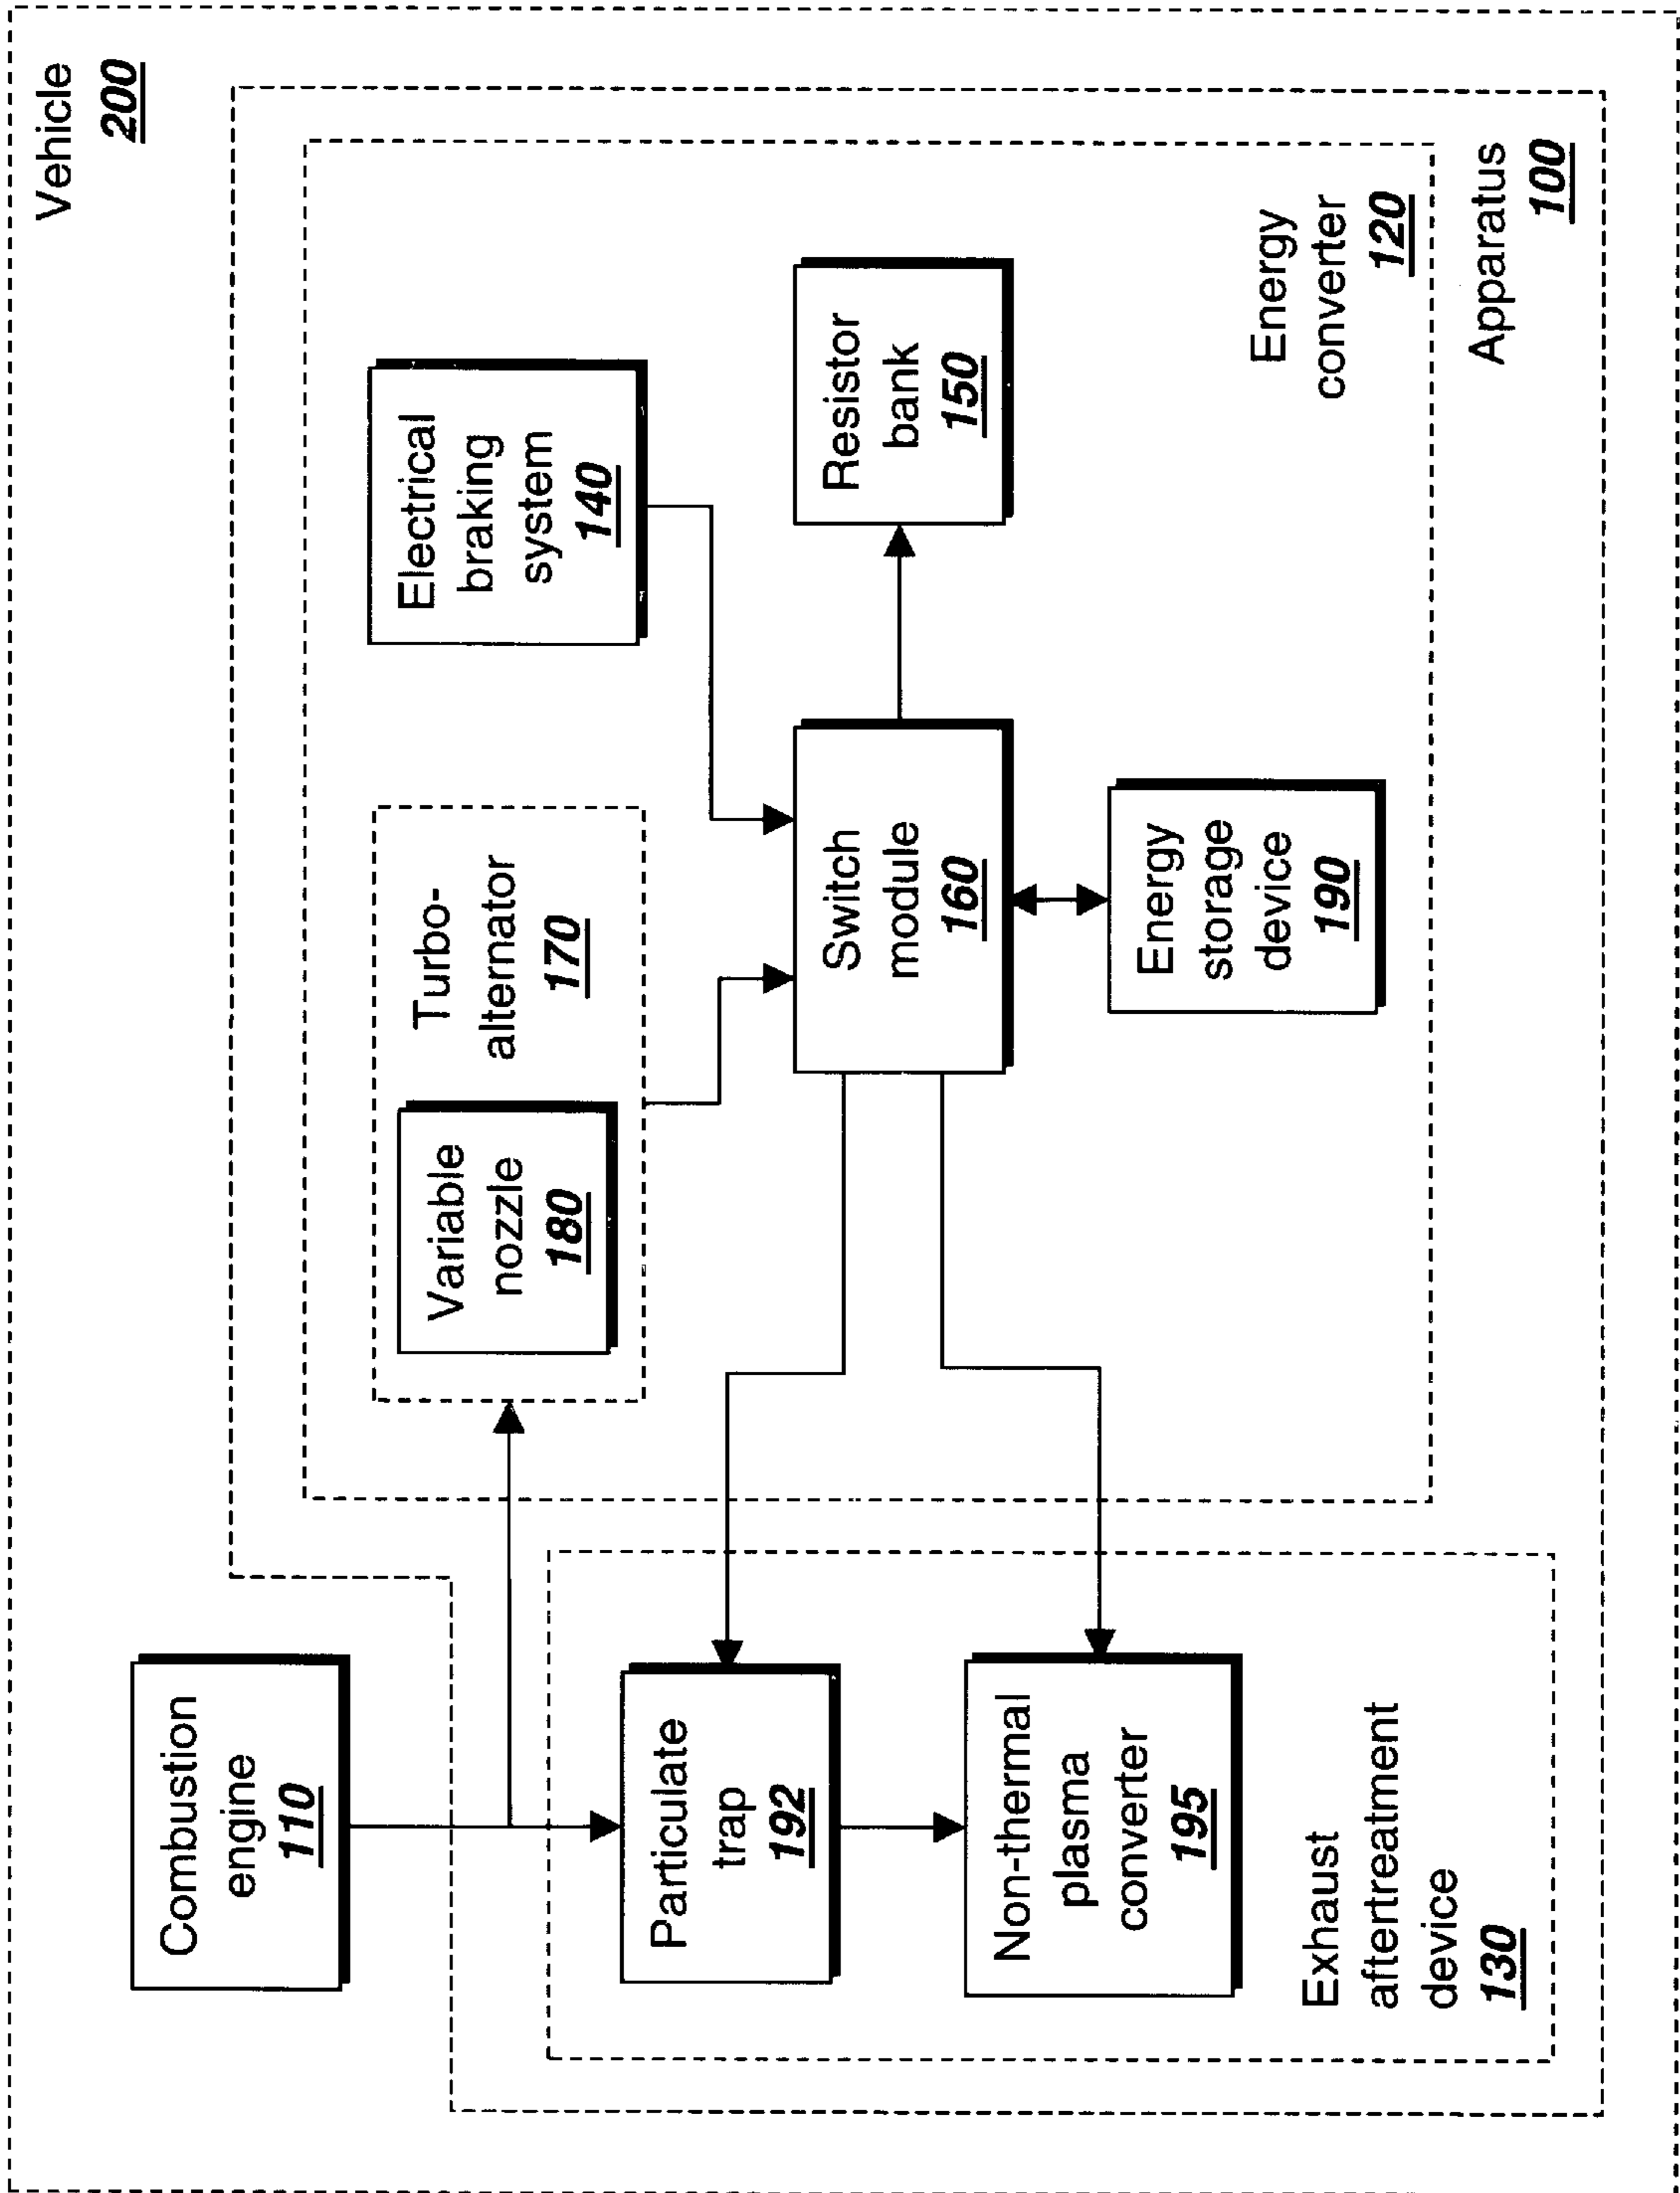 Vehicle
200
Combustion
engine
110
Turbo-
alternator
170
Variable
nozzle
180
Electrical
braking
system
140
Particulate
trap
192
Switch
module
160
Resistor
bank
150
Non-thermal
plasma
converter
195
Energy
storage
device
190
Exhaust
aftertreatment
device
130
Energy
converter
120
Apparatus
100